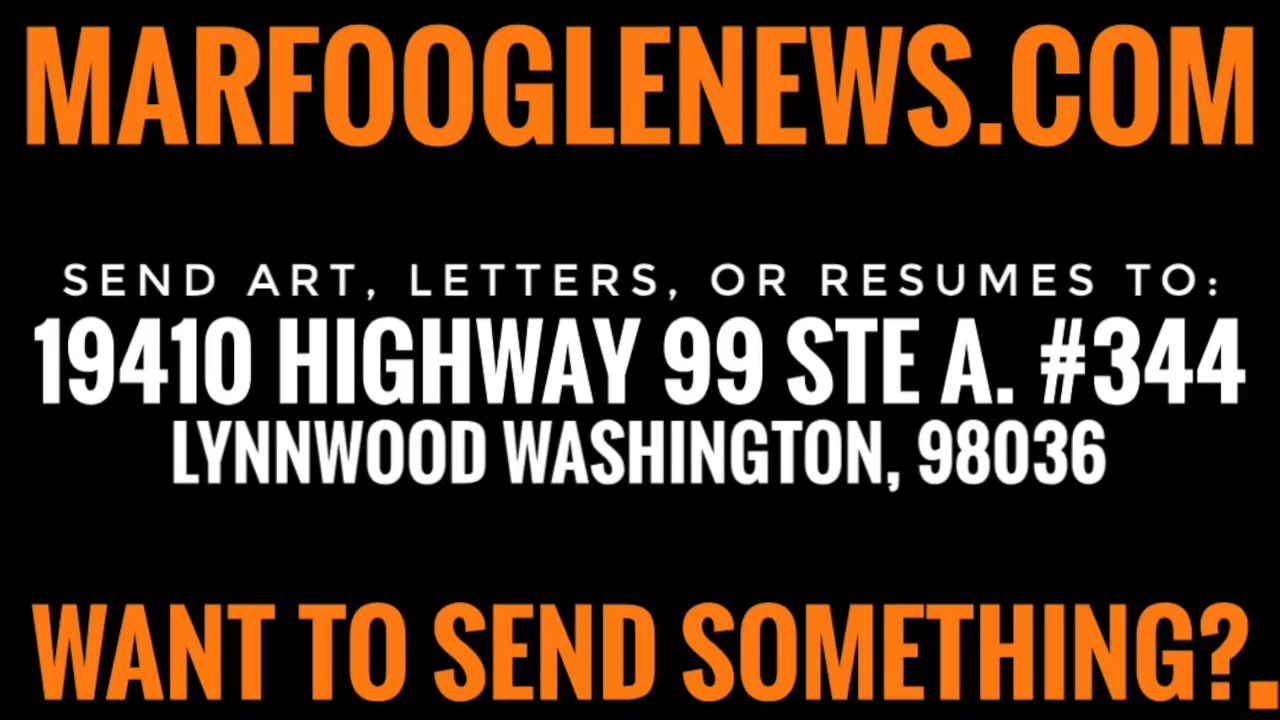 MARFOOGLENEWS.COM
SEND ART, LETTERS, OR RESUMES TO:
19410 HIGHWAY 99 STE A. #344
LYNNWOOD WASHINGTON, 98036
WANT TO SEND SOMETHING?.